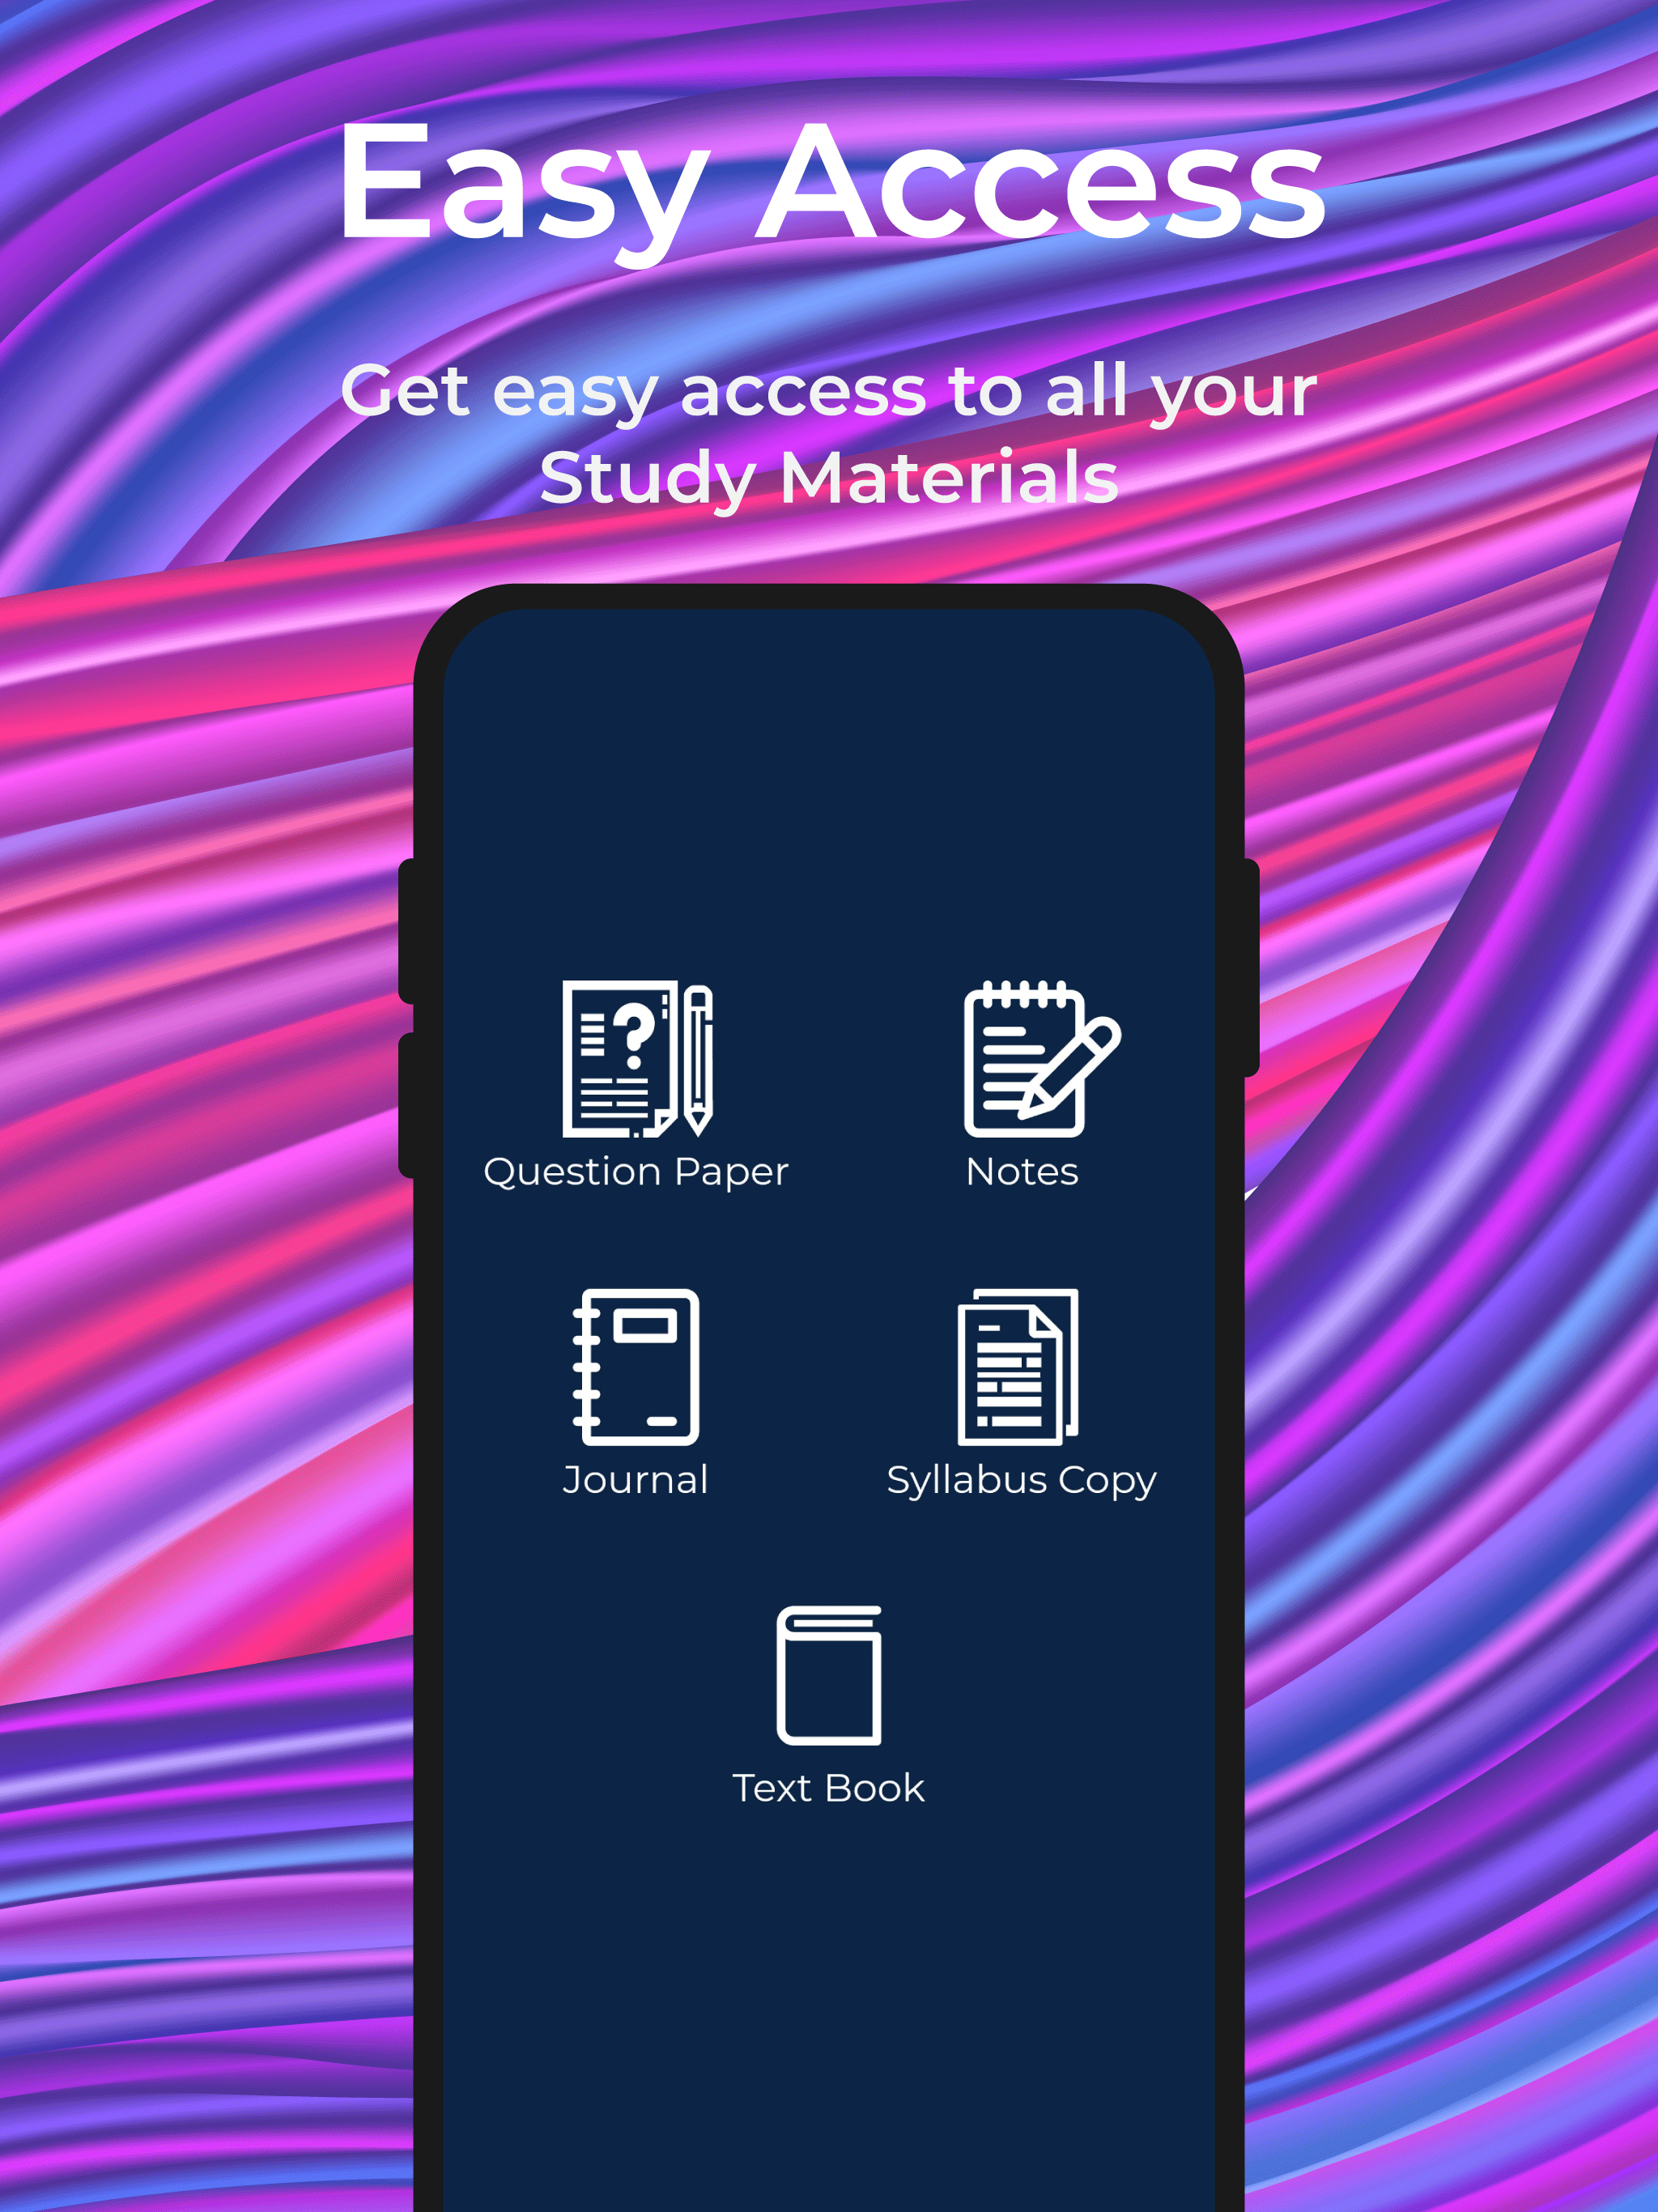 Easy Access
Get easy access to all your
Study Materials
Question Paper
Notes
Journal
Syllabus Copy
Text Book